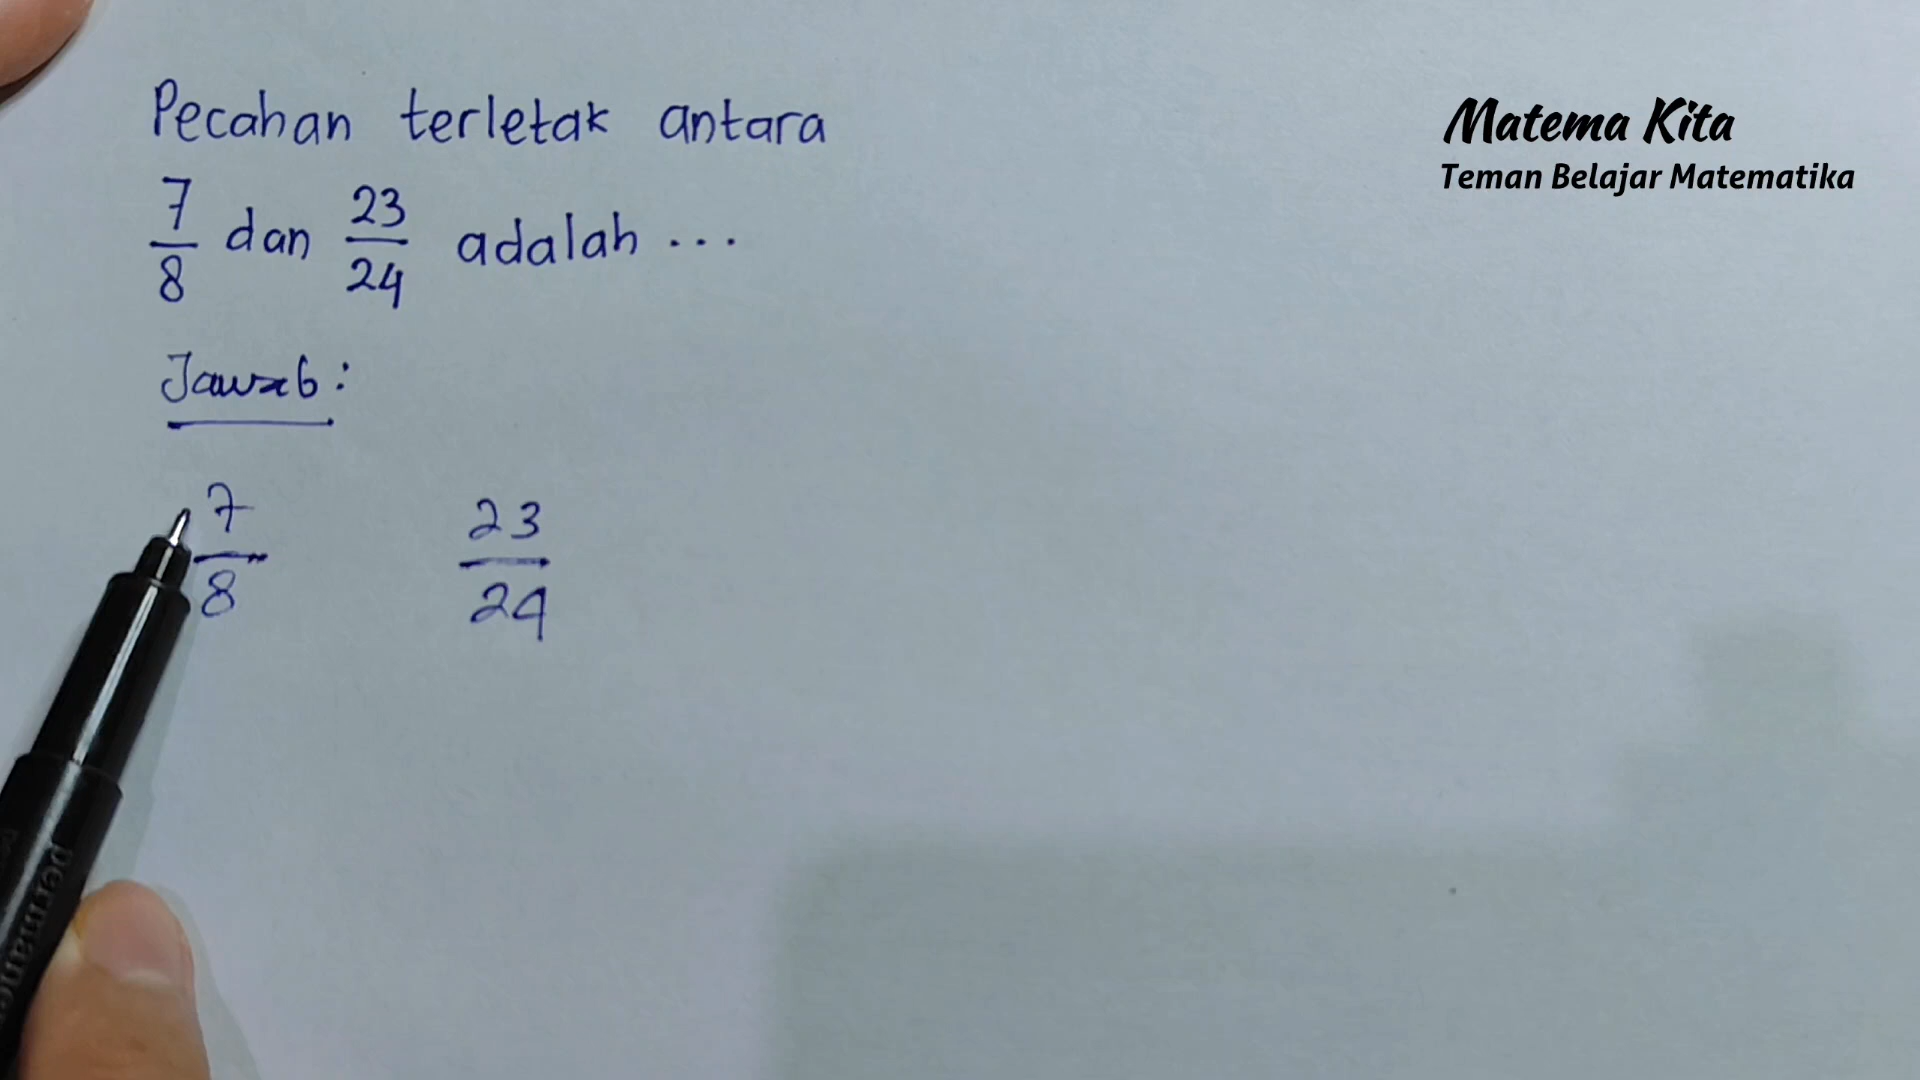 Pecahan terletak antara
7/8 dan 23/24 adalah ...
Jawab:
7/8 23/24
Matema Kita
Teman Belajar Matematika